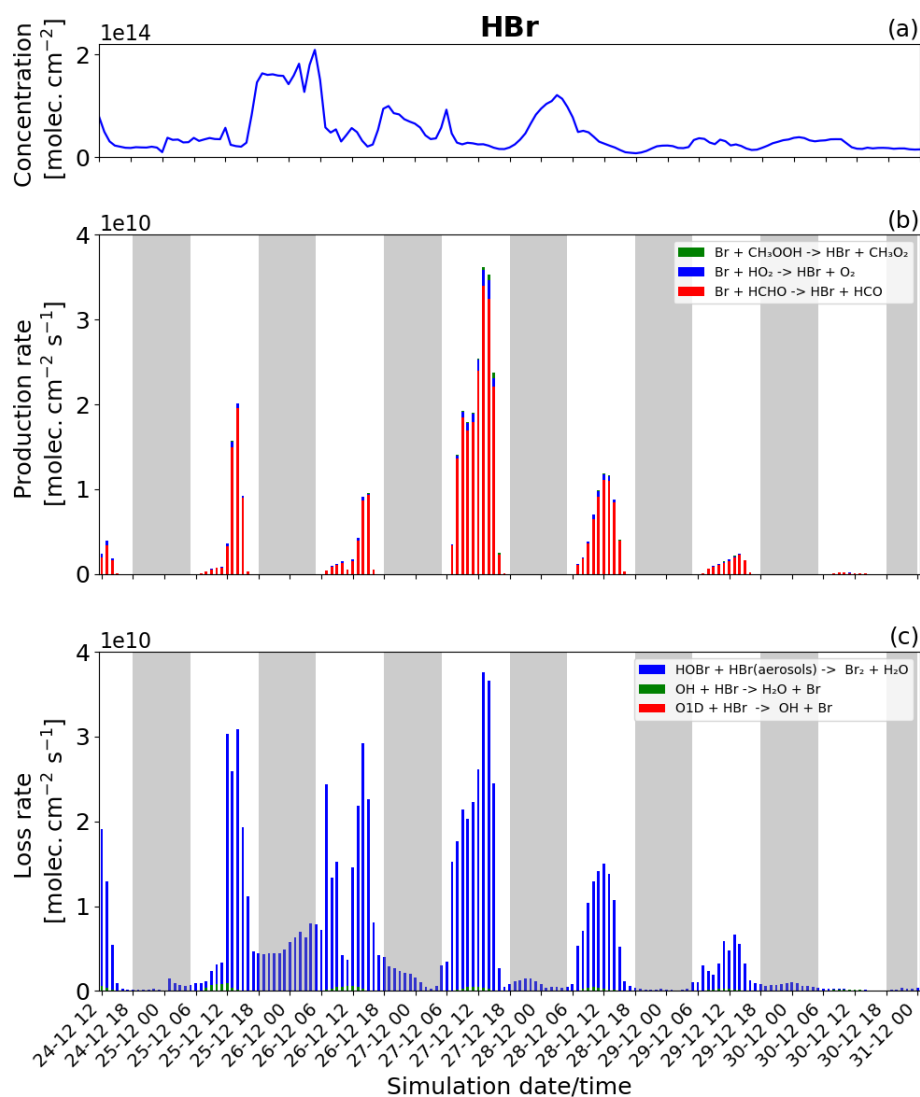 HBr
(a)
1e14
Concentration
[molec. cm⁻²]
2
0
(b)
1e10
Production rate
[molec. cm⁻² s⁻¹]
4
3
2
1
0
Br + CH₃OOH -> HBr + CH₃O₂
Br + HO₂ -> HBr + O₂
Br + HCHO -> HBr + HCO
(c)
1e10
Loss rate
[molec. cm⁻² s⁻¹]
4
3
2
1
0
HOBr + HBr(aerosols) -> Br₂ + H₂O
OH + HBr -> H₂O + Br
O1D + HBr -> OH + Br
24-12 12
24-12 18
25-12 00
25-12 06
25-12 12
25-12 18
26-12 00
26-12 06
26-12 12
26-12 18
27-12 00
27-12 06
27-12 12
27-12 18
28-12 00
28-12 06
28-12 12
28-12 18
29-12 00
29-12 06
29-12 12
29-12 18
30-12 00
30-12 06
30-12 12
30-12 18
31-12 00
Simulation date/time